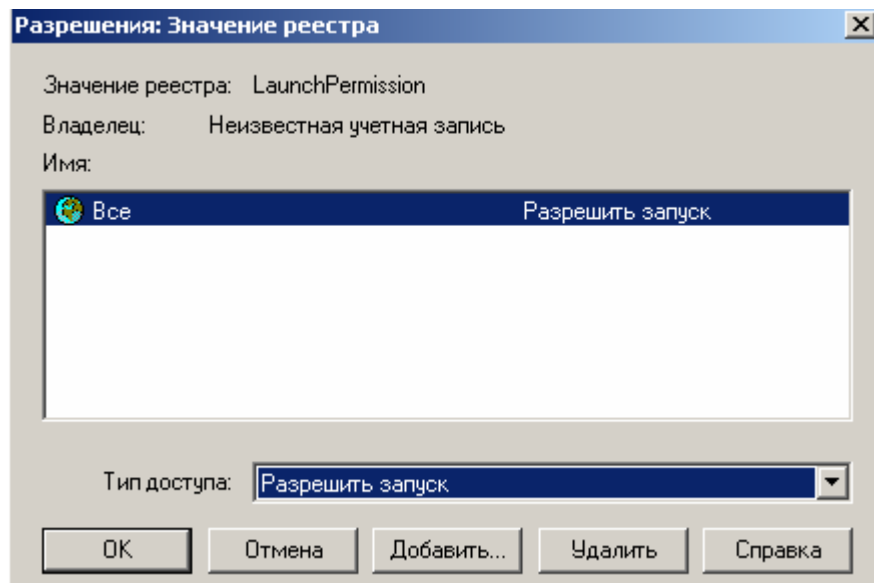 Разрешения: Значение реестра
Значение реестра: LaunchPermission
Владелец: Неизвестная учетная запись
Имя:
Все Разрешить запуск
Тип доступа: Разрешить запуск
OK Отмена Добавить... Удалить Справка